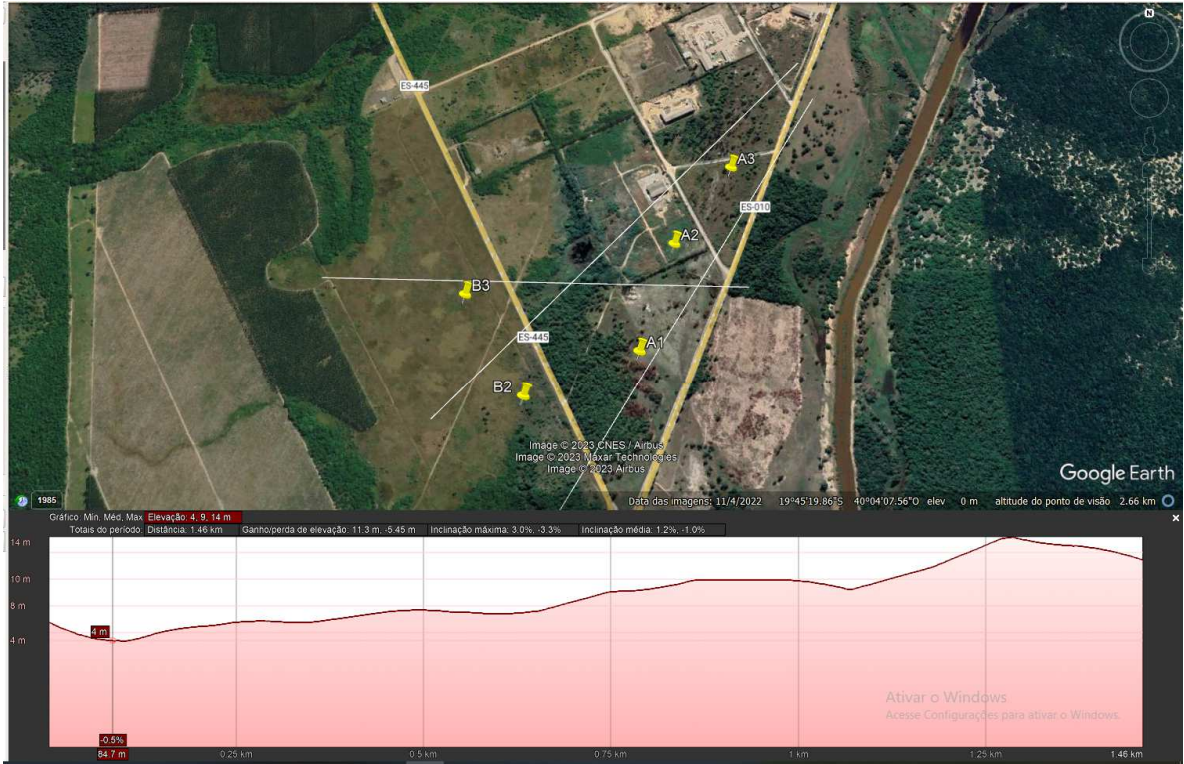 N
ES-445
A3
ES-010
A2
B3
ES-445
A1
B2
Image © 2023 CNES / Airbus
Image © 2023 Maxar Technologies
Image © 2023 Airbus
Google Earth
1985
Data das imagens: 11/4/2022 19°45'19.86"S 40°04'07.56"O elev 0 m altitude do ponto de visão 2.66 km
Gráfico: Mín, Méd, Max Elevação: 4, 9, 14 m
Totais do período: Distância: 1.46 km Ganho/perda de elevação: 11.3 m, -5.45 m Inclinação máxima: 3.0%, -3.3% Inclinação média: 1.2%, -1.0%
14 m
10 m
8 m
4 m
4 m
Ativar o Windows
Acesse Configurações para ativar o Windows.
-0.5%
84.7 m 0.25 km 0.5 km 0.75 km 1 km 1.25 km 1.46 km